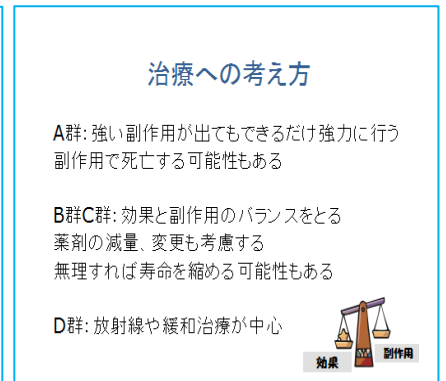 治療への考え方
A群:強い副作用が出てもできるだけ強力に行う
副作用で死亡する可能性もある
B群C群:効果と副作用のバランスをとる
薬剤の減量、変更も考慮する
無理すれば寿命を縮める可能性もある
D群:放射線や緩和治療が中心
効果
副作用